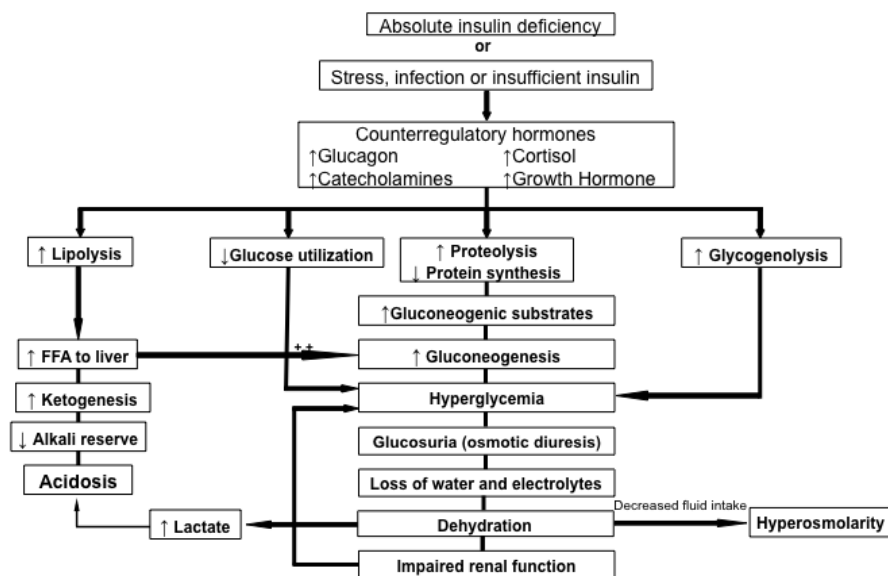 Absolute insulin deficiency
or
Stress, infection or insufficient insulin
Counterregulatory hormones
↑Glucagon ↑Cortisol
↑Catecholamines ↑Growth Hormone
↑ Lipolysis
↓Glucose utilization
↑ Proteolysis
↓ Protein synthesis
↑ Glycogenolysis
↑Gluconeogenic substrates
↑ FFA to liver
++
↑ Gluconeogenesis
↑ Ketogenesis
Hyperglycemia
↓ Alkali reserve
Glucosuria (osmotic diuresis)
Acidosis
Loss of water and electrolytes
↑ Lactate
Dehydration
Decreased fluid intake
Hyperosmolarity
Impaired renal function